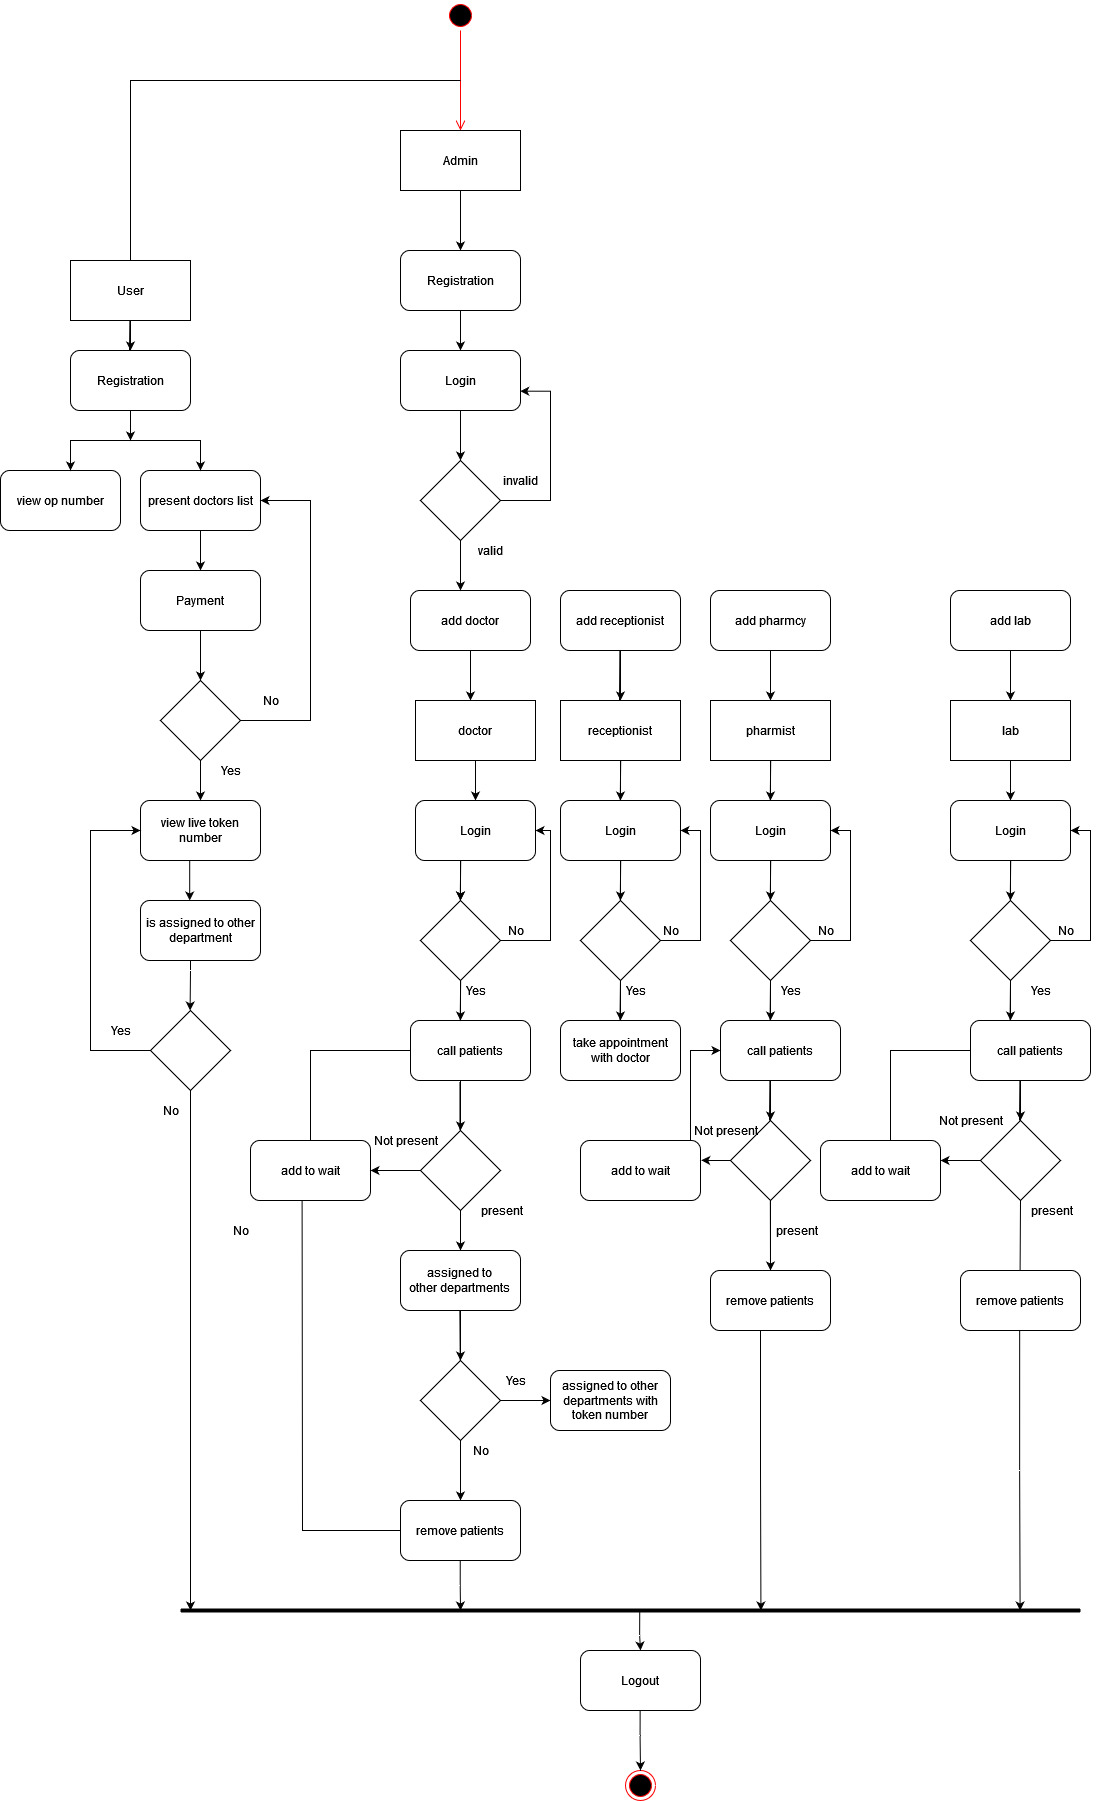 Admin
Registration
User
Registration
Login
view op number
present doctors list
invalid
valid
Payment
add doctor
add receptionist
add pharmcy
add lab
No
doctor
receptionist
pharmist
lab
Yes
view live token
number
Login
Login
Login
Login
is assigned to other
department
No
No
No
No
Yes
Yes
Yes
Yes
Yes
call patients
take appointment
with doctor
call patients
call patients
No
Not present
Not present
Not present
add to wait
add to wait
add to wait
No
present
present
present
assigned to
other departments
remove patients
remove patients
Yes
assigned to other
departments with
token number
No
remove patients
Logout